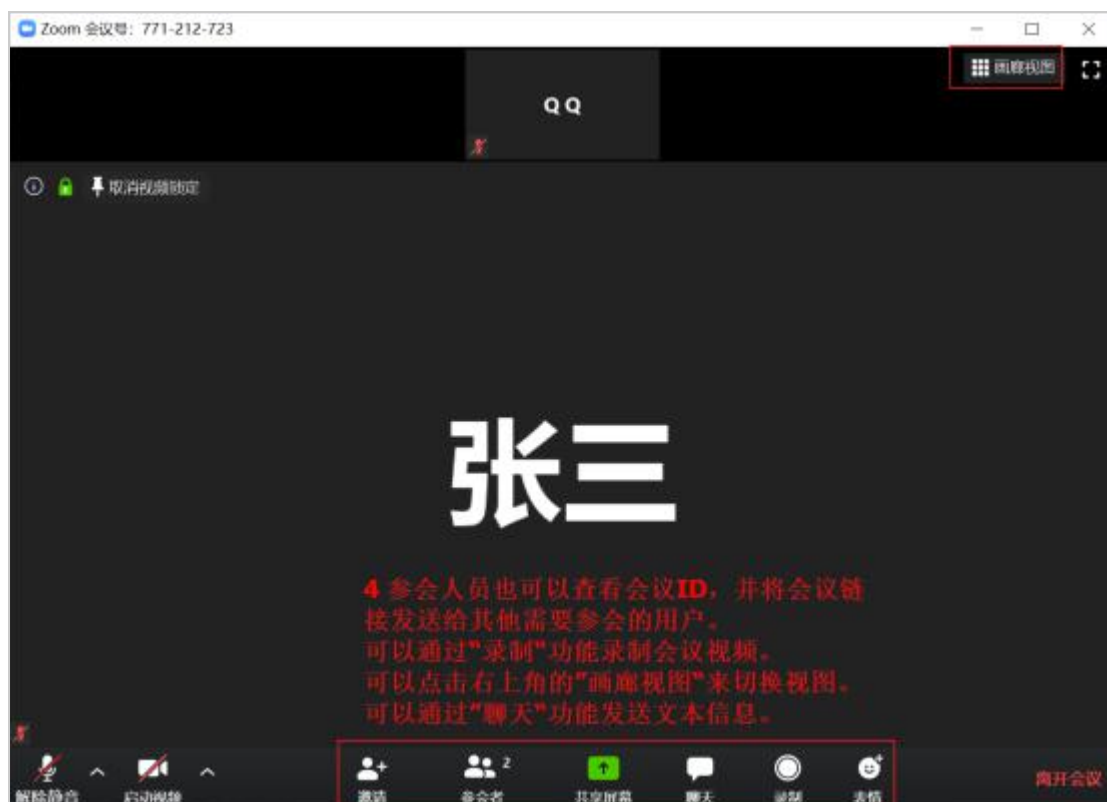 Zoom 会议号：771-212-723
画廊视图
Q Q
取消视频锁定
张三
4 参会人员也可以查看会议ID，并将会议链
接发送给其他需要参会的用户。
可以通过"录制"功能录制会议视频。
可以点击右上角的"画廊视图"来切换视图。
可以通过"聊天"功能发送文本信息。
2
解除静音 启动视频 邀请 参会者 共享屏幕 聊天 录制 表情 离开会议